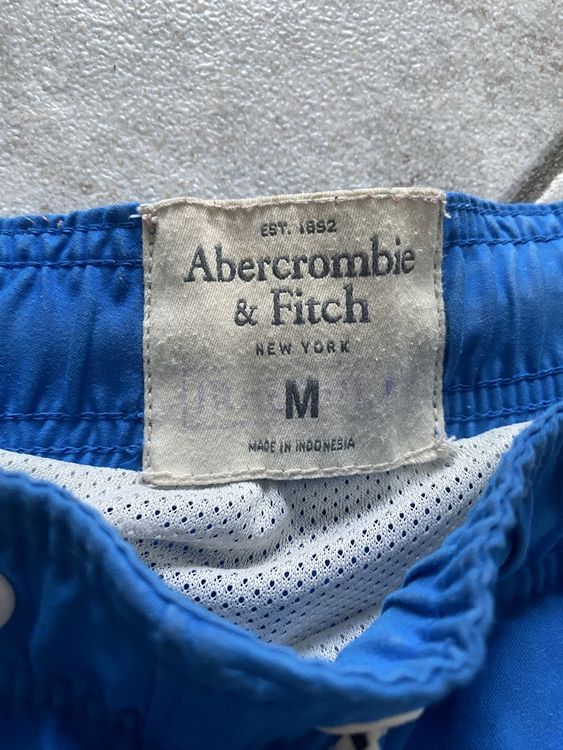 EST. 1892
Abercrombie
& Fitch
NEW YORK
M
MADE IN INDONESIA